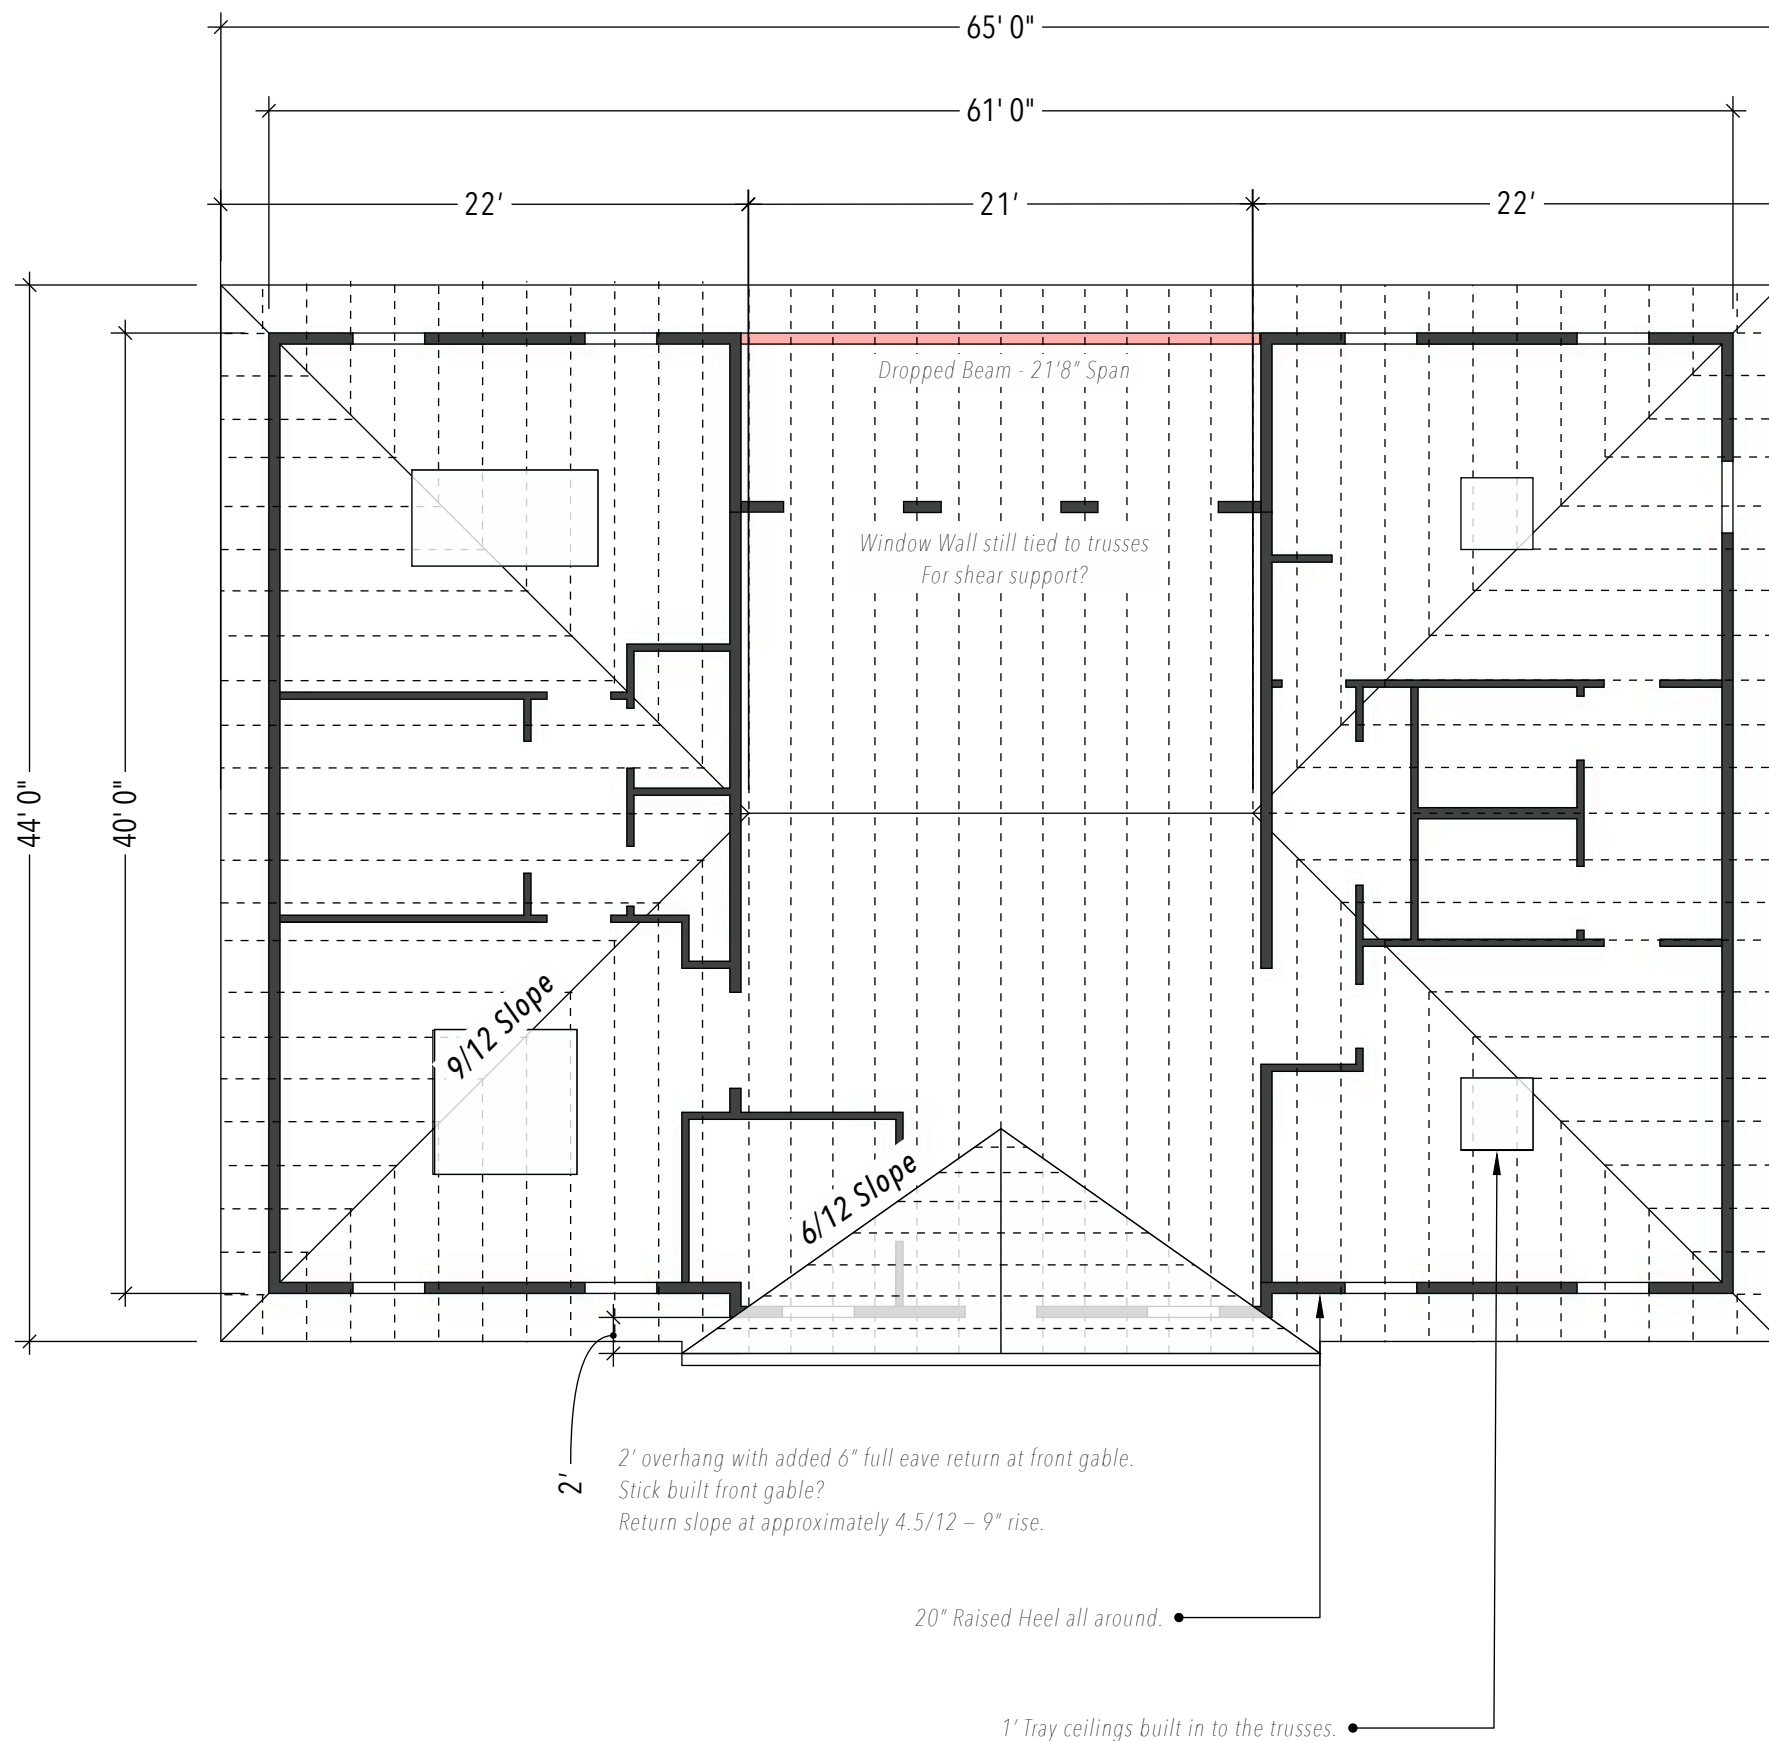 65' 0"
61' 0"
22'
21'
22'
Dropped Beam - 21'8" Span
Window Wall still tied to trusses
For shear support?
44' 0"
40' 0"
9/12 Slope
6/12 Slope
2'
2' overhang with added 6" full eave return at front gable.
Stick built front gable?
Return slope at approximately 4.5/12 – 9" rise.
20" Raised Heel all around.
1' Tray ceilings built in to the trusses.